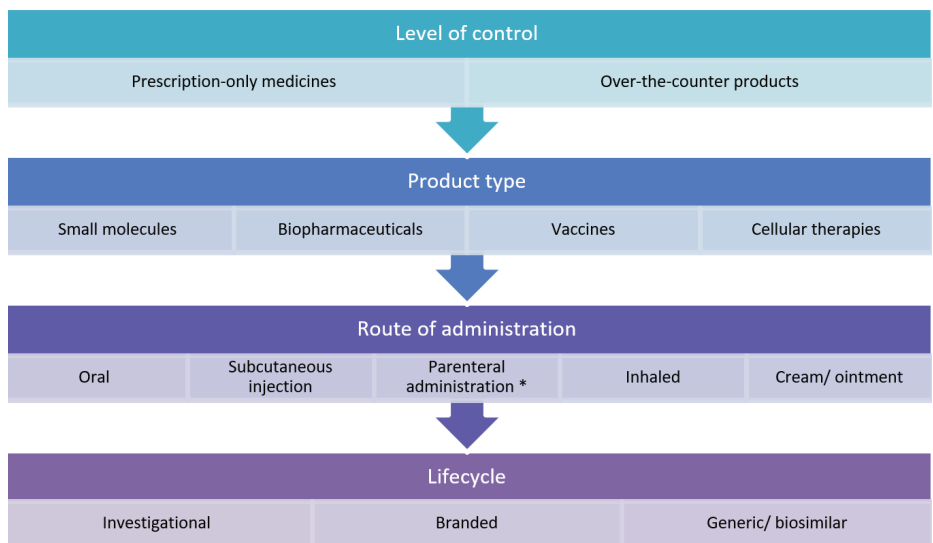 Level of control
Prescription-only medicines
Over-the-counter products
Product type
Small molecules
Biopharmaceuticals
Vaccines
Cellular therapies
Route of administration
Oral
Subcutaneous
injection
Parenteral
administration *
Inhaled
Cream/ ointment
Lifecycle
Investigational
Branded
Generic/ biosimilar